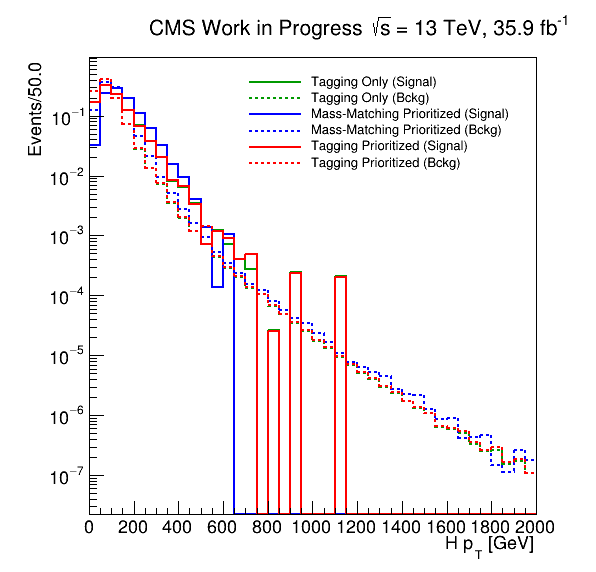 CMS Work in Progress √s = 13 TeV, 35.9 fb⁻¹
Events/50.0
Tagging Only (Signal)
Tagging Only (Bckg)
Mass-Matching Prioritized (Signal)
Mass-Matching Prioritized (Bckg)
Tagging Prioritized (Signal)
Tagging Prioritized (Bckg)
10⁻¹
10⁻²
10⁻³
10⁻⁴
10⁻⁵
10⁻⁶
10⁻⁷
0 200 400 600 800 1000 1200 1400 1600 1800 2000
H p_T [GeV]